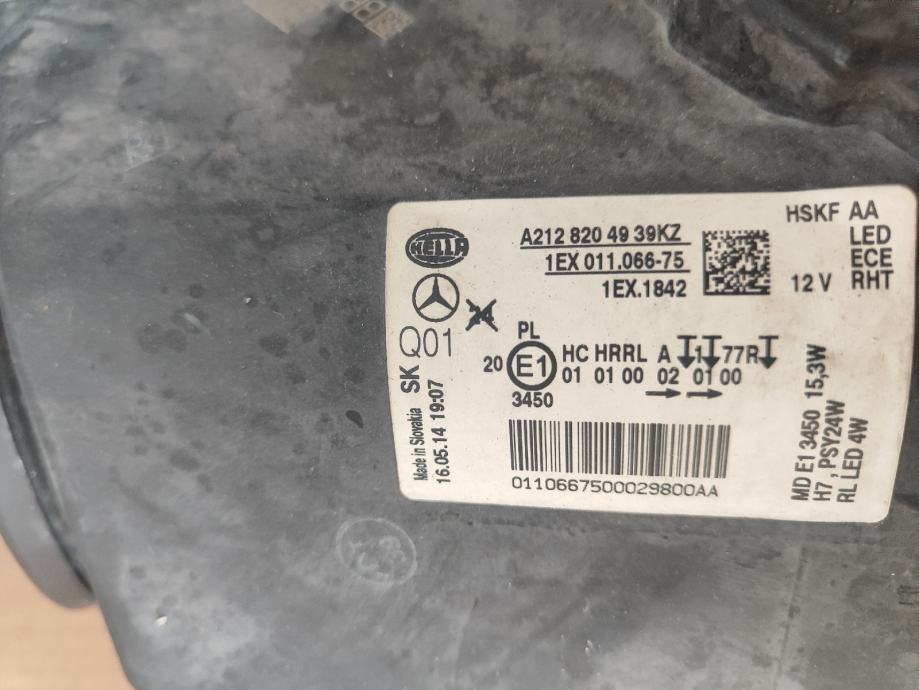 HELLA
A212 820 49 39KZ
1EX 011.066-75
1EX.1842
HSKF AA
LED
ECE
12 V RHT
24
Q01
SK
Made in Slovakia
16.05.14 19:07
PL
20 E1
3450
HC HRRL A 1 77R
01 01 00 02 01 00
0110667500029800AA
MD E1 3450 15,3W
H7 , PSY24W
RL LED 4W